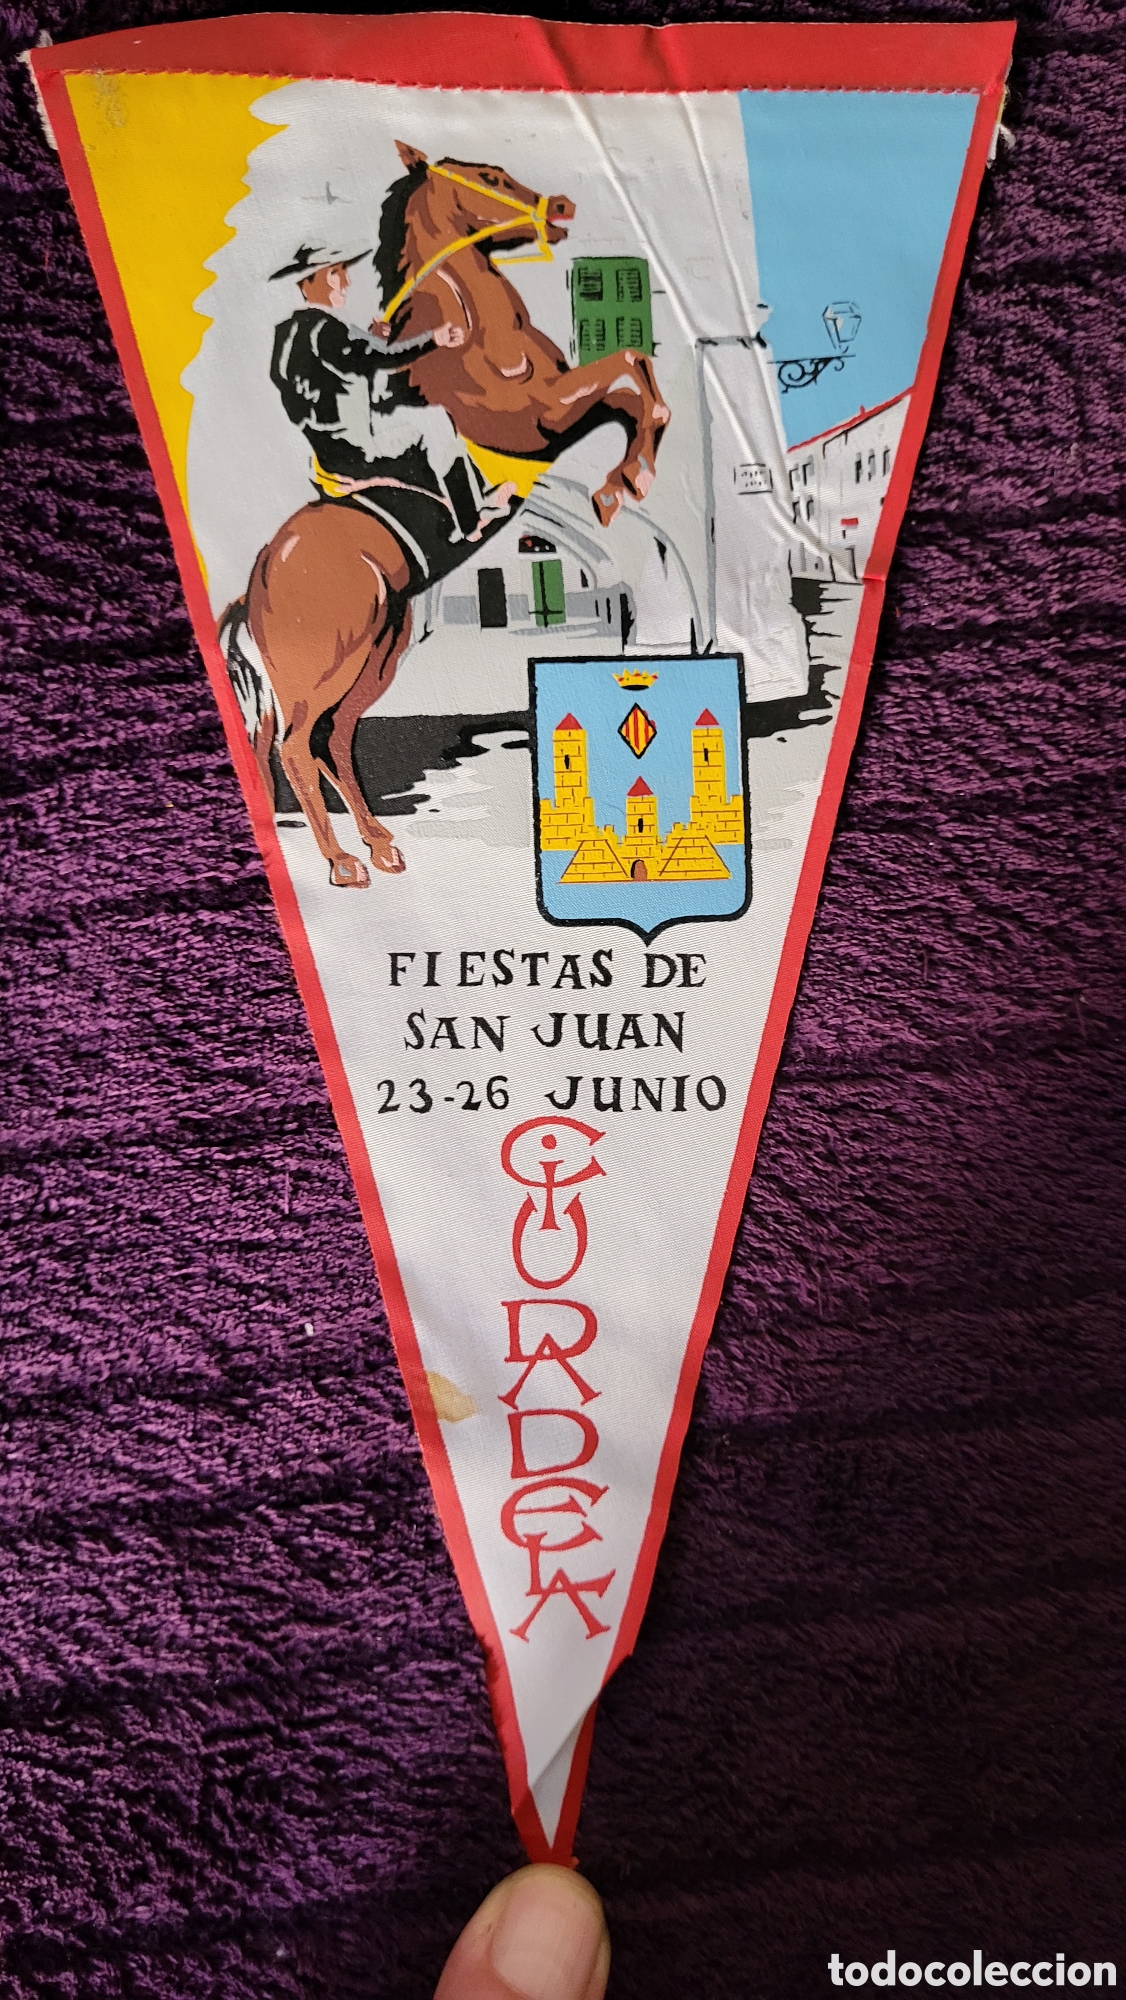 FIESTAS DE
SAN JUAN
23-26 JUNIO
CIUDADELA
todocoleccion